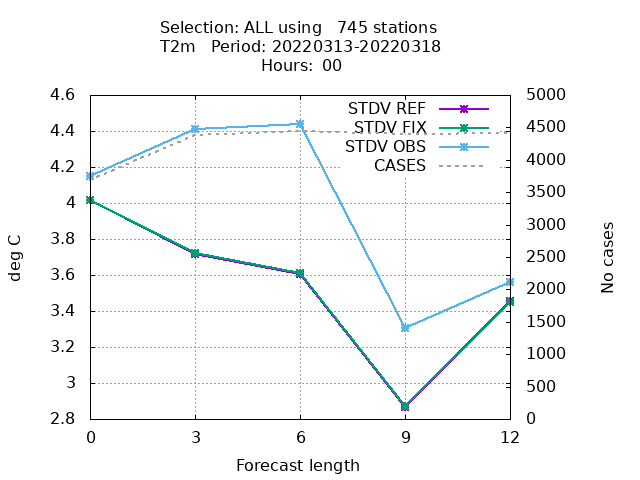 Selection: ALL using   745 stations
T2m   Period: 20220313-20220318
Hours: 00
STDV REF
STDV FIX
STDV OBS
CASES
4.6
4.4
4.2
4
3.8
3.6
3.4
3.2
3
2.8
deg C
5000
4500
4000
3500
3000
2500
2000
1500
1000
500
0
No cases
0 3 6 9 12
Forecast length